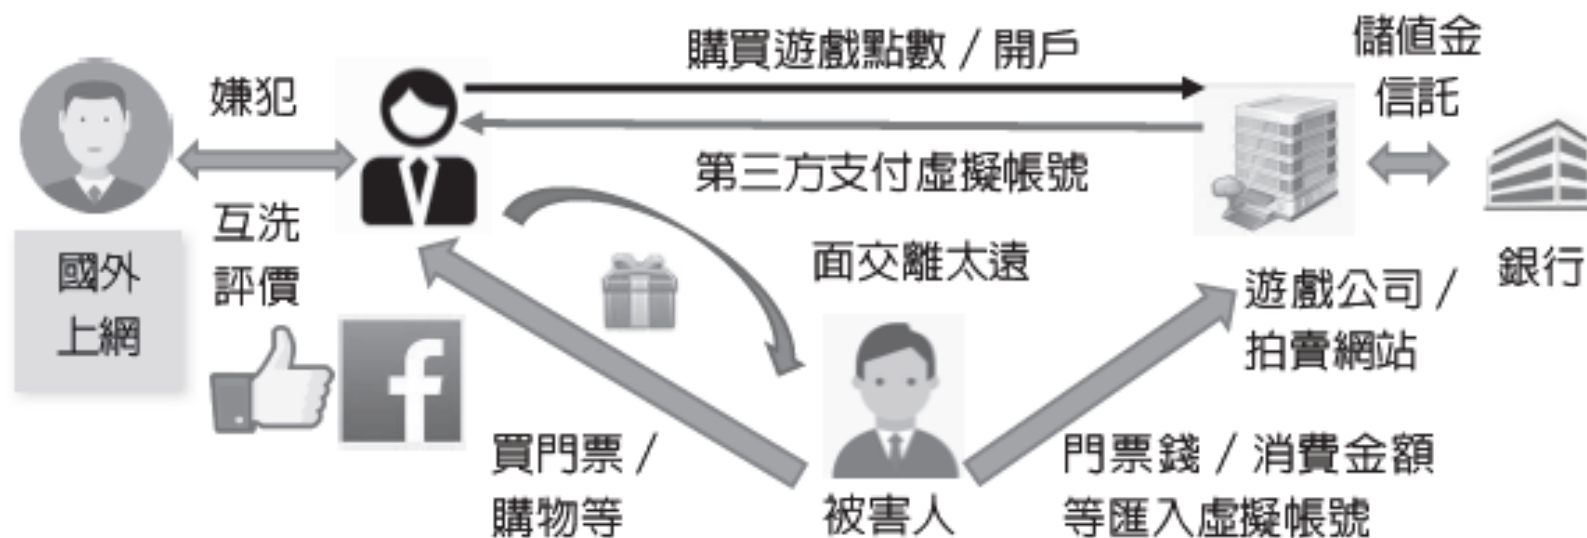 嫌犯
互洗
評價
國外
上網
f
購買遊戲點數 / 開戶
第三方支付虛擬帳號
儲值金
信託
銀行
遊戲公司 /
拍賣網站
面交離太遠
買門票 /
購物等
被害人
門票錢 / 消費金額
等匯入虛擬帳號